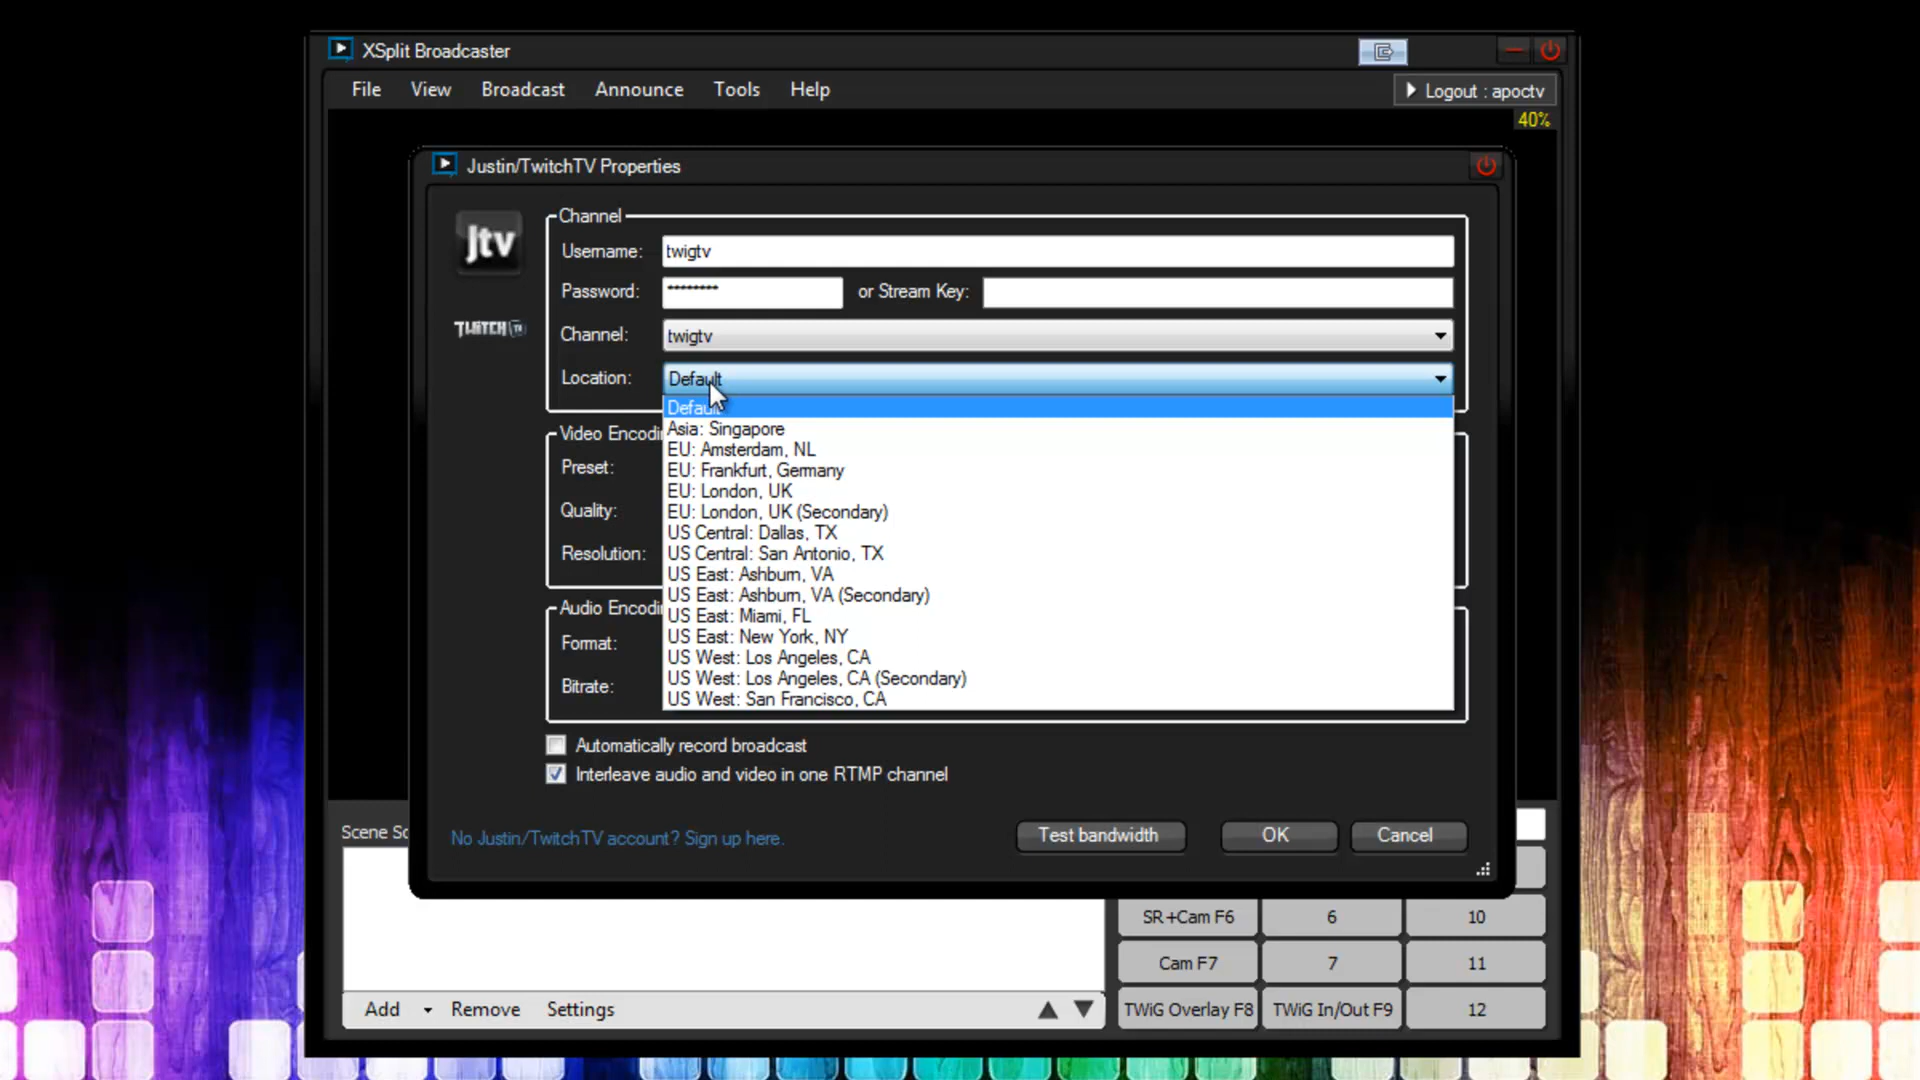 XSplit Broadcaster
File View Broadcast Announce Tools Help
Logout : apoctv
40%
Justin/TwitchTV Properties
Jtv
TWITCH TV
Channel
Username: twigtv
Password: ******** or Stream Key:
Channel: twigtv
Location: Default
Default
Asia: Singapore
EU: Amsterdam, NL
EU: Frankfurt, Germany
EU: London, UK
EU: London, UK (Secondary)
US Central: Dallas, TX
US Central: San Antonio, TX
US East: Ashburn, VA
US East: Ashburn, VA (Secondary)
US East: Miami, FL
US East: New York, NY
US West: Los Angeles, CA
US West: Los Angeles, CA (Secondary)
US West: San Francisco, CA
Video Encodi
Preset:
Quality:
Resolution:
Audio Encodi
Format:
Bitrate:
Automatically record broadcast
Interleave audio and video in one RTMP channel
No Justin/TwitchTV account? Sign up here.
Test bandwidth OK Cancel
Scene So
SR+Cam F6 6 10
Cam F7 7 11
TWiG Overlay F8 TWiG In/Out F9 12
Add Remove Settings